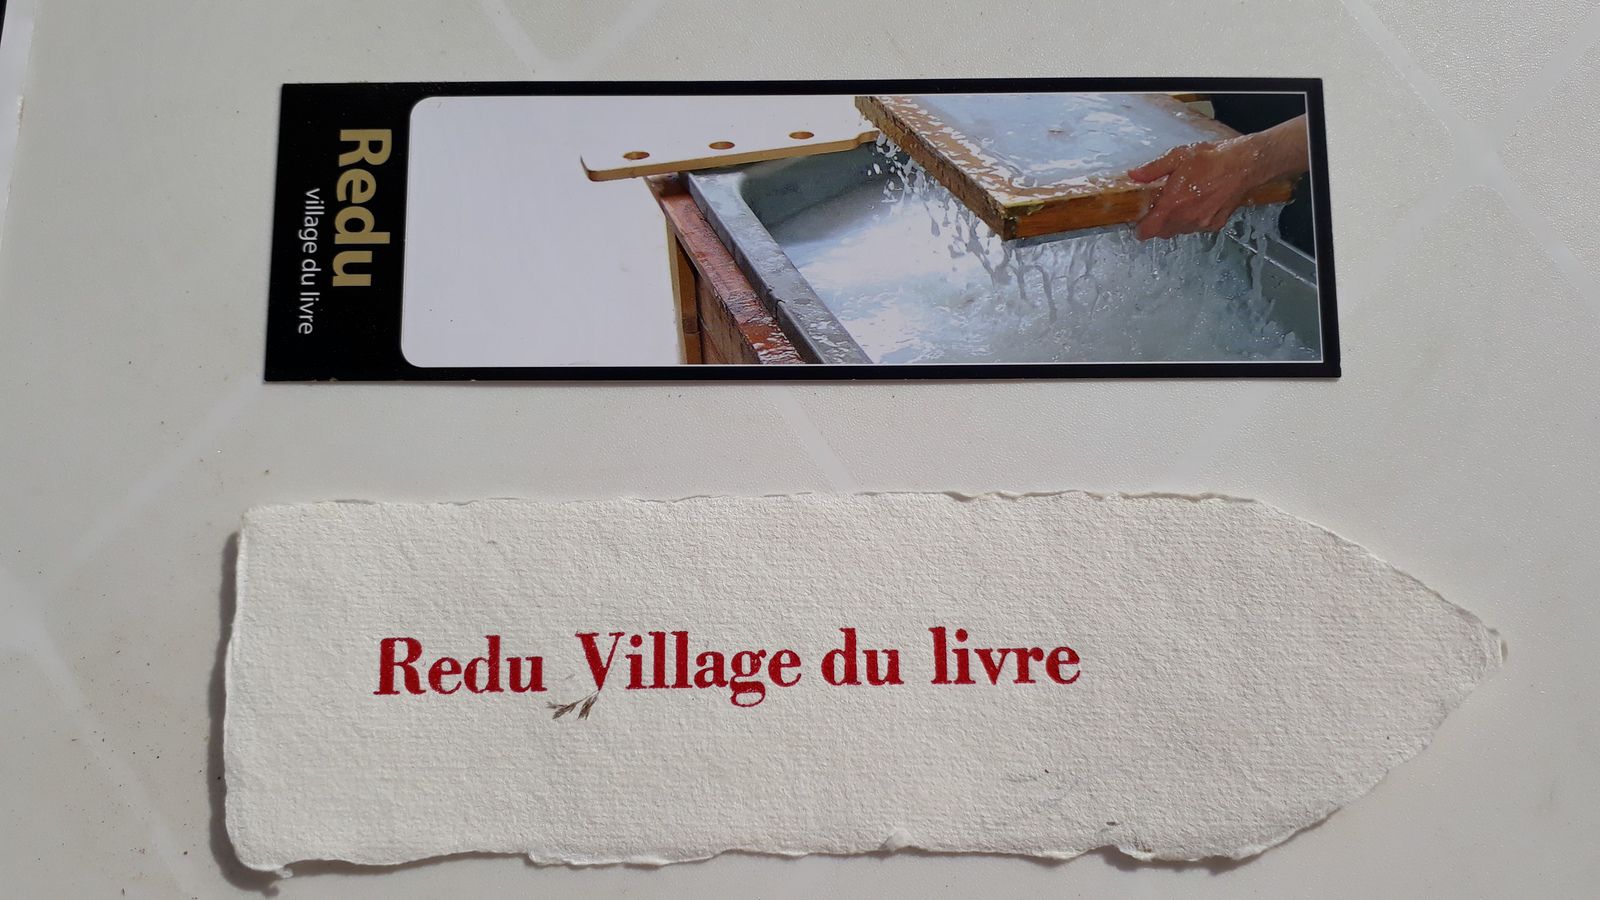 Redu
village du livre
Redu Village du livre